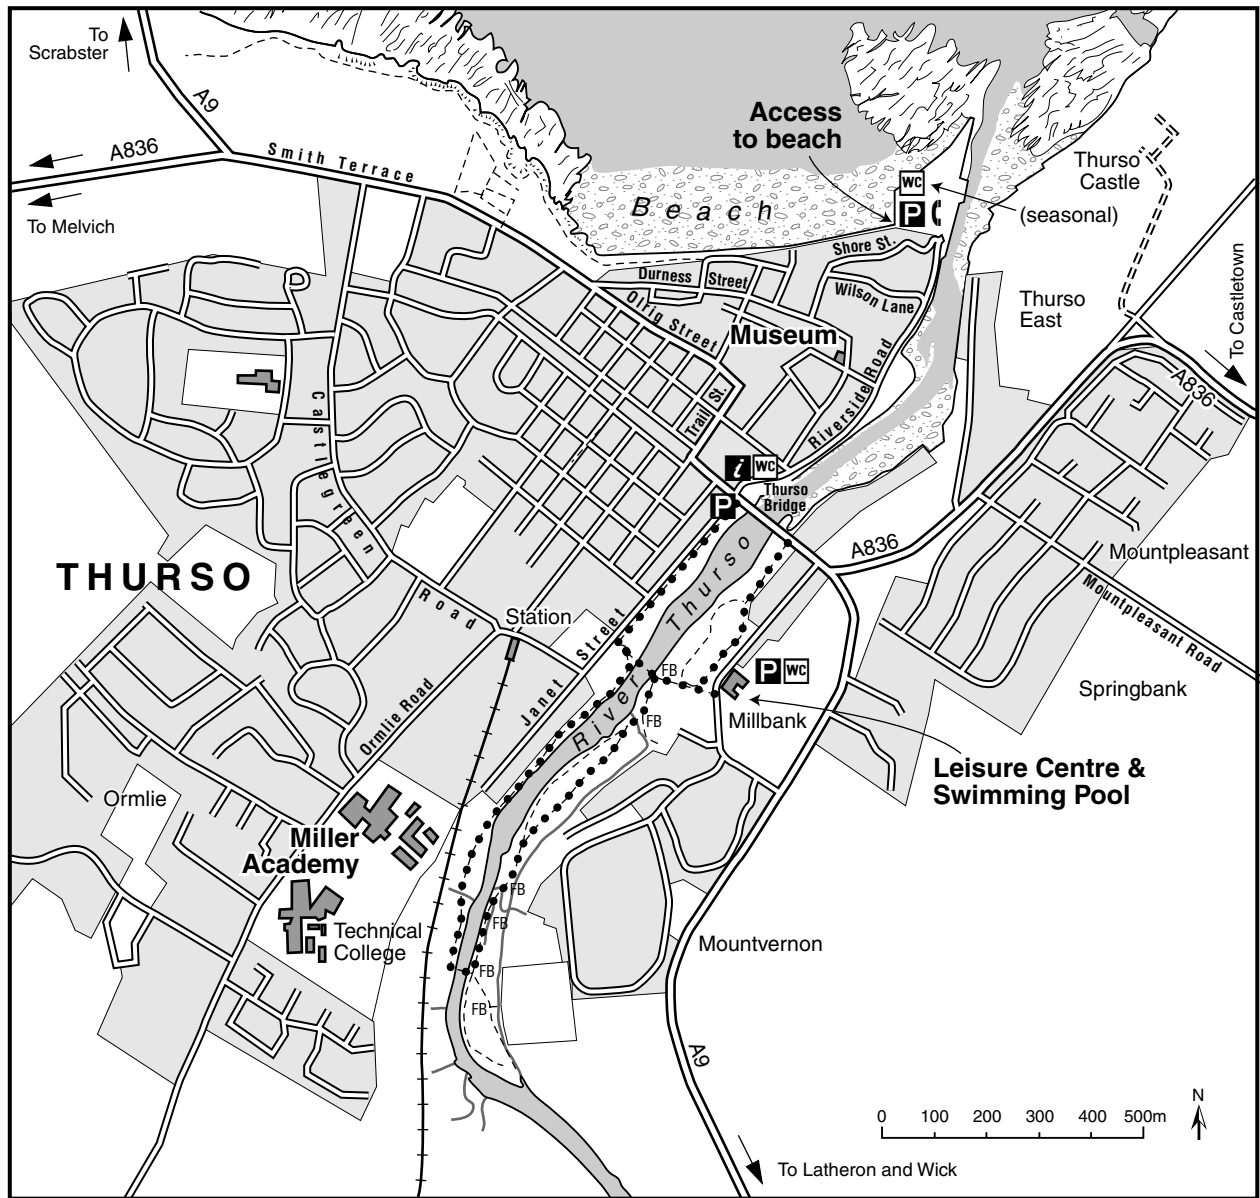 To
Scrabster
A9
A836
Smith Terrace
To Melvich
Access
to beach
WC
P
(seasonal)
Beach
Thurso
Castle
Shore St.
Durness Street
Wilson Lane
Olrig Street
Thurso
East
To Castletown
Museum
A836
Castlegreen Road
Trail St.
Riverside Road
i
WC
P
Thurso
Bridge
A836
Mountpleasant
Mountpleasant Road
THURSO
Station
Janet Street
River Thurso
FB
P
WC
Springbank
Ormlie Road
FB
Millbank
Leisure Centre &
Swimming Pool
Ormlie
Miller
Academy
FB
Technical
College
FB
Mountvernon
FB
FB
A9
N
0 100 200 300 400 500m
To Latheron and Wick